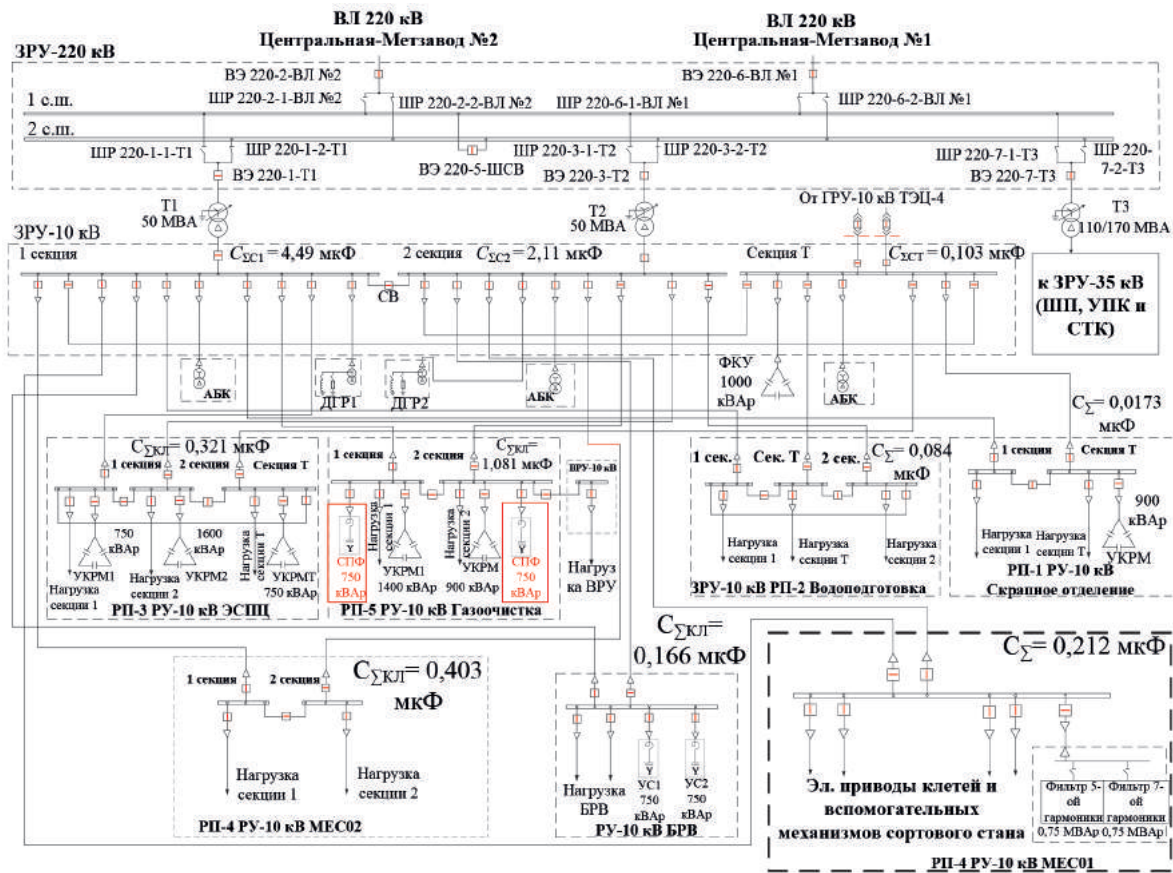 ВЛ 220 кВ
Центральная-Метзавод №2
ВЛ 220 кВ
Центральная-Метзавод №1
ЗРУ-220 кВ
ВЭ 220-2-ВЛ №2
ВЭ 220-6-ВЛ №1
ШР 220-2-1-ВЛ №2
ШР 220-2-2-ВЛ №2
ШР 220-6-1-ВЛ №1
ШР 220-6-2-ВЛ №1
1 с.ш.
2 с.ш.
ШР 220-1-1-Т1
ШР 220-1-2-Т1
ВЭ 220-5-ШСВ
ШР 220-3-1-Т2
ШР 220-3-2-Т2
ШР 220-7-1-Т3
ШР 220-
7-2-Т3
ВЭ 220-1-Т1
ВЭ 220-3-Т2
ВЭ 220-7-Т3
Т1
50 МВА
Т2
50 МВА
От ГРУ-10 кВ ТЭЦ-4
Т3
110/170 МВА
ЗРУ-10 кВ
1 секция
C_ΣC1 = 4,49 мкФ
2 секция
C_ΣC2 = 2,11 мкФ
Секция Т
C_ΣСТ = 0,103 мкФ
СВ
к ЗРУ-35 кВ
(ШП, УПК и
СТК)
АБК
ДГР1
ДГР2
АБК
ФКУ
1000
кВАр
АБК
C_Σ = 0,0173
мкФ
C_ΣКЛ = 0,321 мкФ
1 секция
2 секция
Секция Т
750
кВАр
1600
кВАр
Нагрузка
секции Т
УКРМ1
УКРМ2
УКРМТ
750 кВАр
Нагрузка
секции 1
Нагрузка
секции 2
РП-3 РУ-10 кВ ЭСПЦ
1 секция
2 секция
C_ΣКЛ =
1,081 мкФ
ВРУ-10 кВ
СПФ
750
кВАр
Нагрузка
секции 1
УКРМ1
1400 кВАр
Нагрузка
секции 2
УКРМ
900 кВАр
СПФ
750
кВАр
Нагруз
ка ВРУ
РП-5 РУ-10 кВ Газоочистка
1 сек.
Сек. Т
2 сек.
C_Σ = 0,084
мкФ
Нагрузка
секции 1
Нагрузка
секции Т
Нагрузка
секции 2
ЗРУ-10 кВ РП-2 Водоподготовка
1 секция
Секция Т
900
кВАр
Нагрузка
секции 1
Нагрузка
секции Т
УКРМ
РП-1 РУ-10 кВ
Скрапное отделение
1 секция
2 секция
C_ΣКЛ = 0,403
мкФ
Нагрузка
секции 1
Нагрузка
секции 2
РП-4 РУ-10 кВ МЕС02
C_ΣКЛ =
0,166 мкФ
Нагрузка
БРВ
УС1
750
кВАр
УС2
750
кВАр
РУ-10 кВ БРВ
C_Σ = 0,212 мкФ
Эл. приводы клетей и
вспомогательных
механизмов сортового стана
Фильтр 5-
ой
гармоники
0,75 МВАр
Фильтр 7-
ой
гармоники
0,75 МВАр
РП-4 РУ-10 кВ МЕС01